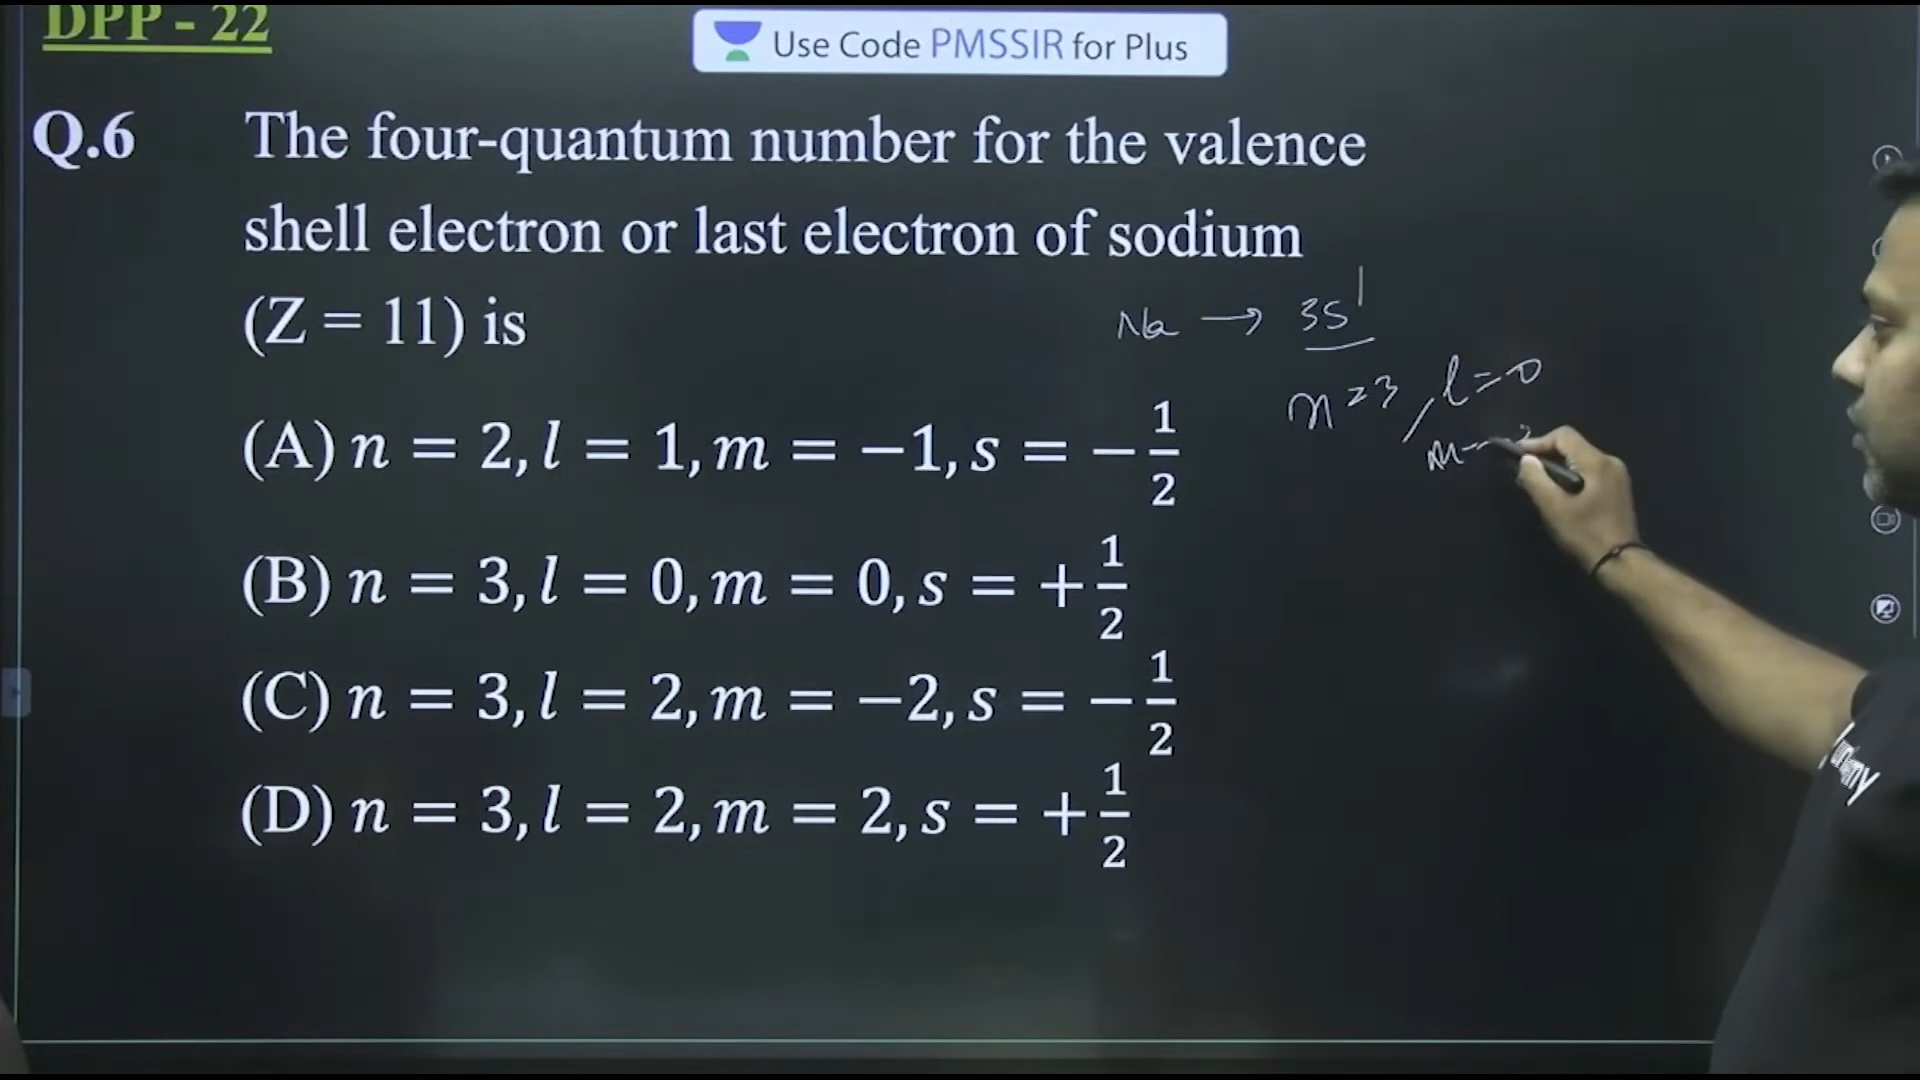 DPP - 22
Use Code PMSSIR for Plus
Q.6 The four-quantum number for the valence
shell electron or last electron of sodium
(Z = 11) is
Na → 3s¹
n = 3, l = 0
m
(A) n = 2, l = 1, m = −1, s = −1/2
(B) n = 3, l = 0, m = 0, s = +1/2
(C) n = 3, l = 2, m = −2, s = −1/2
(D) n = 3, l = 2, m = 2, s = +1/2